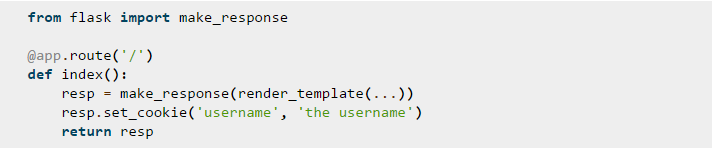 from flask import make_response
@app.route('/')
def index():
    resp = make_response(render_template(...))
    resp.set_cookie('username', 'the username')
    return resp